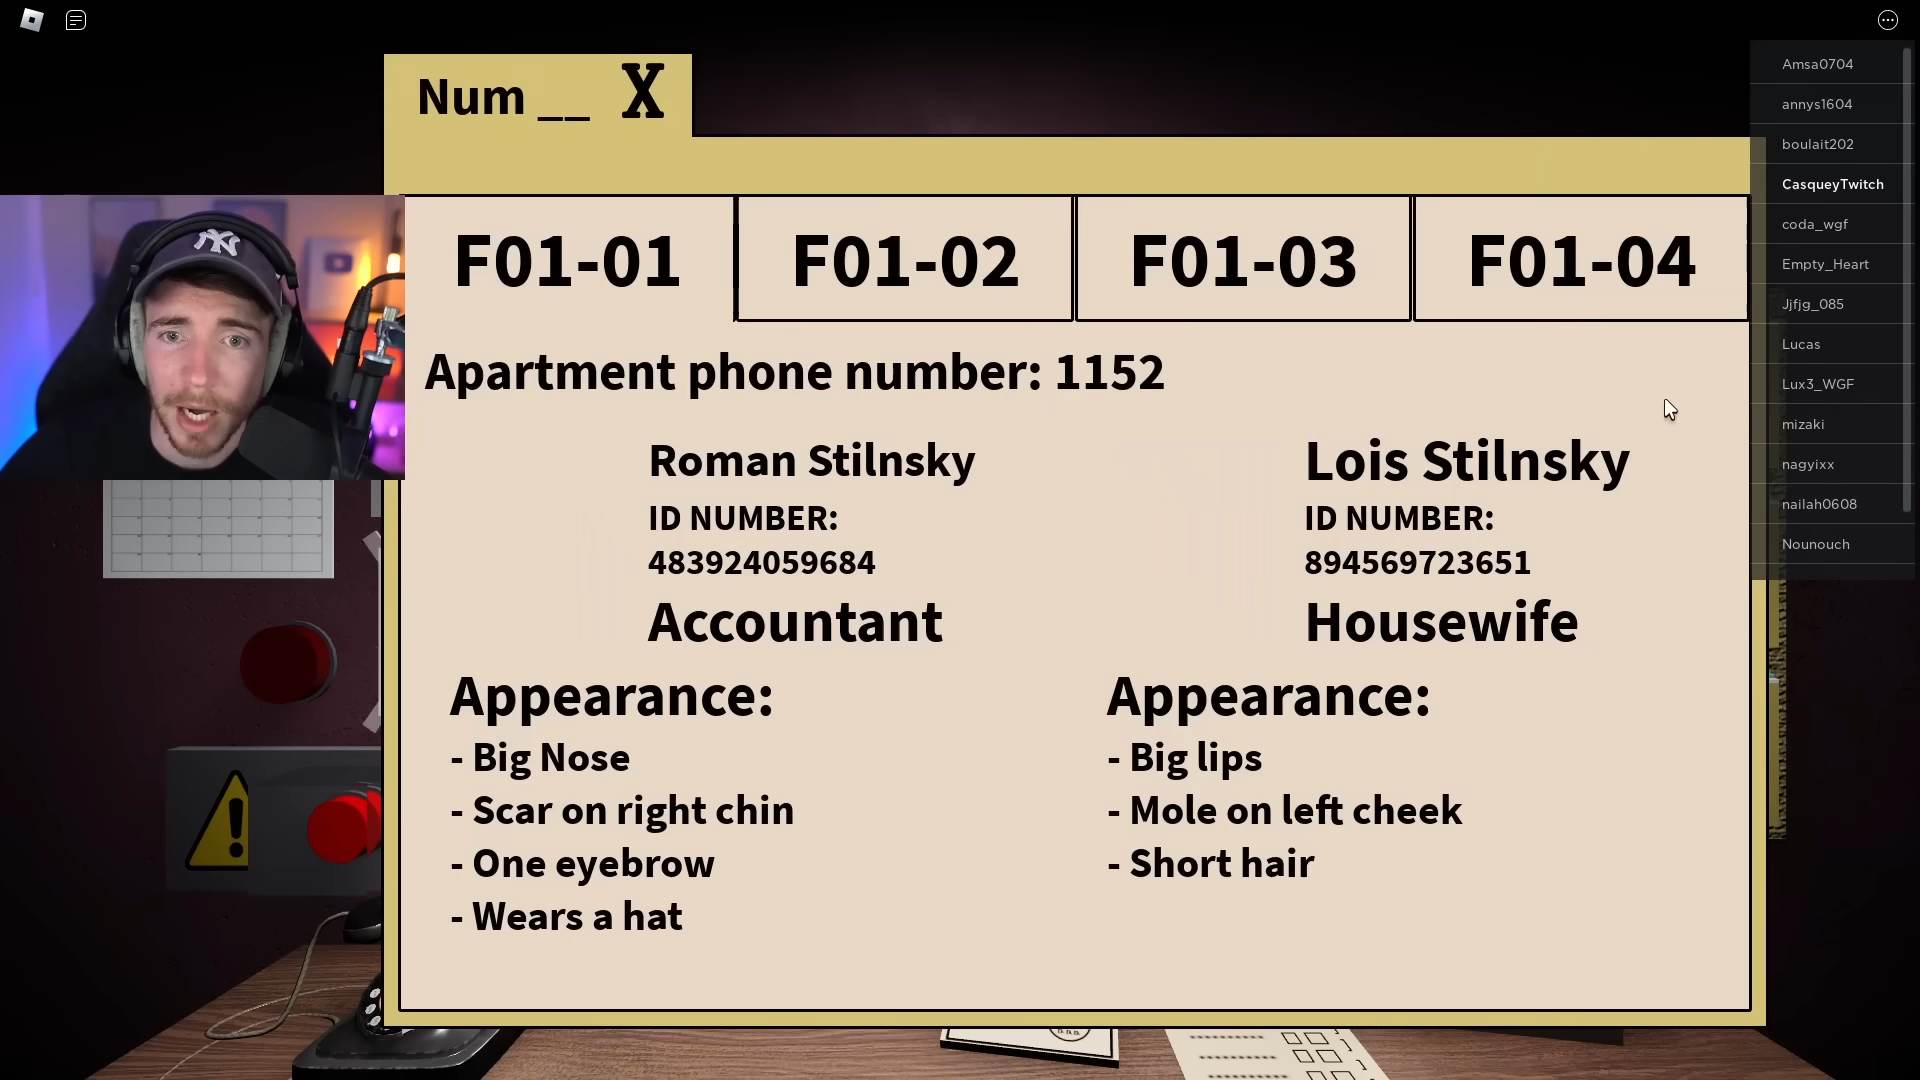 Num __ X
F01-01 F01-02 F01-03 F01-04
Apartment phone number: 1152
Roman Stilnsky
ID NUMBER:
483924059684
Accountant
Appearance:
- Big Nose
- Scar on right chin
- One eyebrow
- Wears a hat
Lois Stilnsky
ID NUMBER:
894569723651
Housewife
Appearance:
- Big lips
- Mole on left cheek
- Short hair
Amsa0704
annys1604
boulait202
CasqueyTwitch
coda_wgf
Empty_Heart
Jjfjg_085
Lucas
Lux3_WGF
mizaki
nagyixx
nailah0608
Nounouch